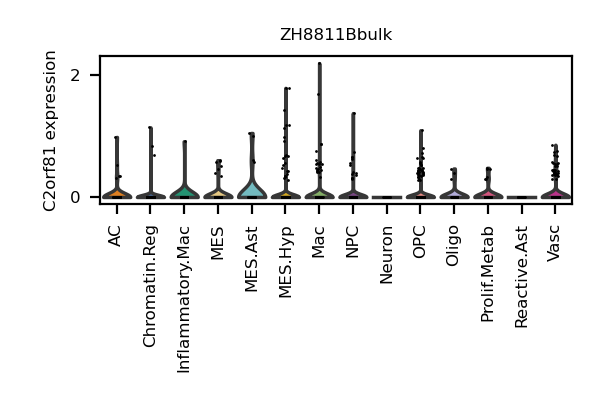 ZH8811Bbulk
C2orf81 expression
2
0
AC
Chromatin.Reg
Inflammatory.Mac
MES
MES.Ast
MES.Hyp
Mac
NPC
Neuron
OPC
Oligo
Prolif.Metab
Reactive.Ast
Vasc